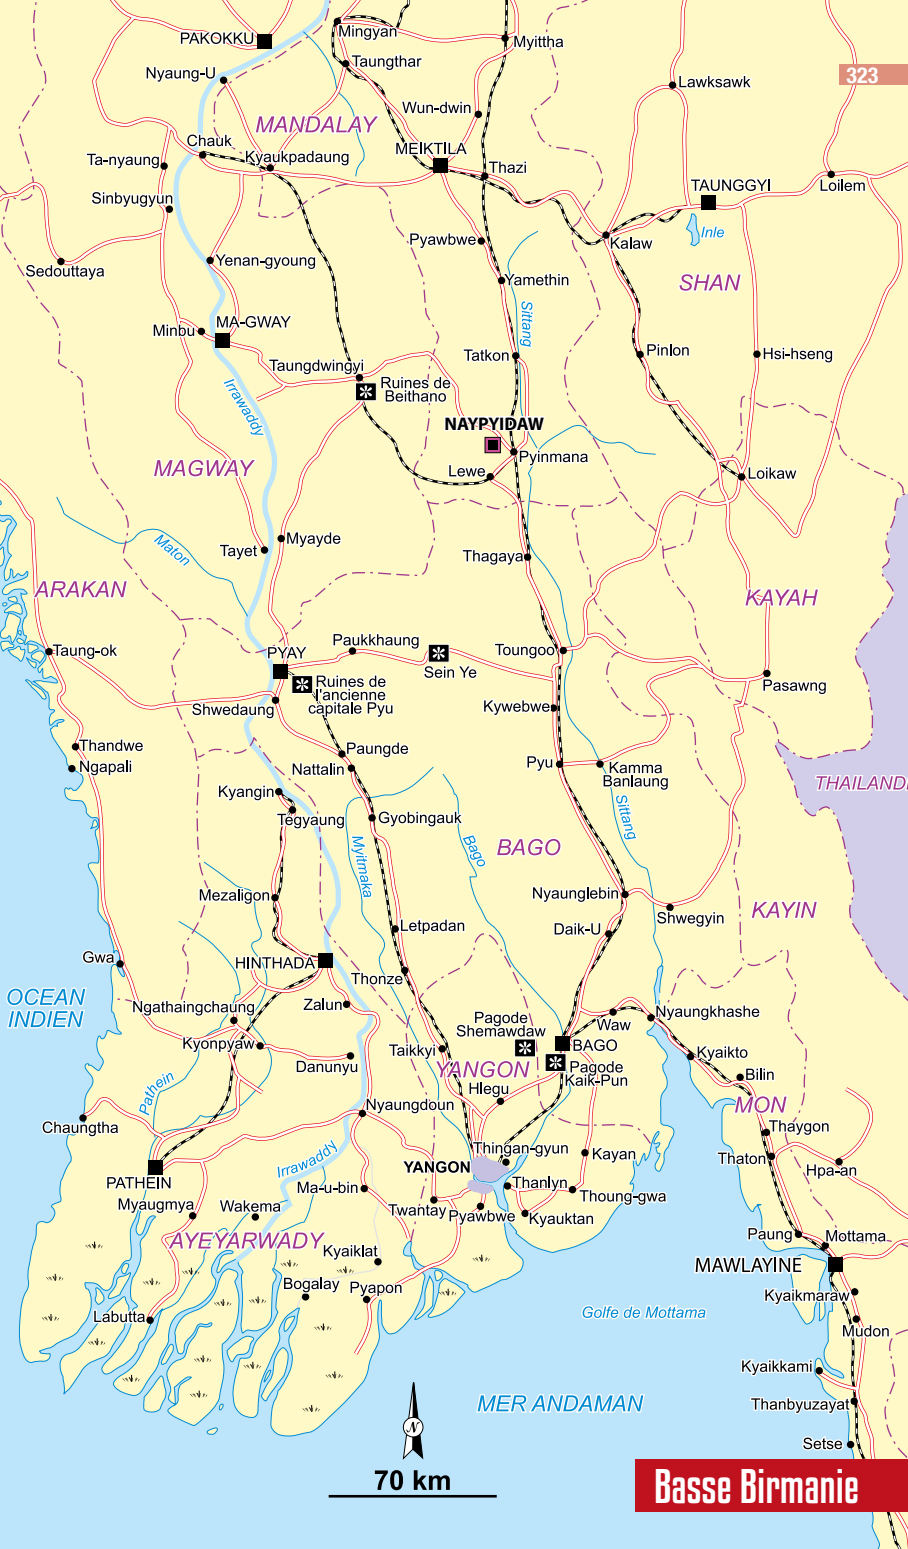 Mingyan
PAKOKKU
Myittha
Taungthar
Nyaung-U
323
Lawksawk
Wun-dwin
MANDALAY
Chauk
MEIKTILA
Ta-nyaung
Kyaukpadaung
Thazi
TAUNGGYI
Loilem
Sinbyugyun
Inle
Pyawbwe
Kalaw
Sedouttaya
Yenan-gyoung
Yamethin
SHAN
Sittang
Minbu
MA-GWAY
Pinlon
Hsi-hseng
Tatkon
Taungdwingyi
Ruines de
Beithano
Irrawaddy
NAYPYIDAW
Pyinmana
MAGWAY
Lewe
Loikaw
Maton
Tayet
Myayde
Thagaya
ARAKAN
KAYAH
Paukkhaung
Taung-ok
PYAY
Toungoo
Sein Ye
Ruines de
l'ancienne
capitale Pyu
Pasawng
Shwedaung
Kywebwe
Thandwe
Paungde
Ngapali
Nattalin
Pyu
Kamma
Banlaung
THAILANDE
Kyangin
Tegyaung
Gyobingauk
Sittang
Myitmaka
Bago
BAGO
Mezaligon
Nyaunglebin
Shwegyin
KAYIN
Letpadan
Daik-U
Gwa
HINTHADA
Thonze
OCEAN
INDIEN
Ngathaingchaung
Zalun
Pagode
Shemawdaw
Waw
Nyaungkhashe
Kyonpyaw
Taikkyi
BAGO
Kyaikto
Danunyu
YANGON
Pagode
Kaik-Pun
Bilin
Pathein
Hlegu
MON
Nyaungdoun
Chaungtha
Thaygon
Thingan-gyun
Kayan
Thaton
Hpa-an
Irrawaddy
YANGON
PATHEIN
Ma-u-bin
Thanlyn
Thoung-gwa
Myaugmya
Wakema
Twantay
Pyawbwe
Kyauktan
AYEYARWADY
Paung
Mottama
Kyaiklat
MAWLAYINE
Bogalay
Pyapon
Kyaikmaraw
Labutta
Golfe de Mottama
Mudon
Kyaikkami
MER ANDAMAN
Thanbyuzayat
N
Setse
70 km
Basse Birmanie